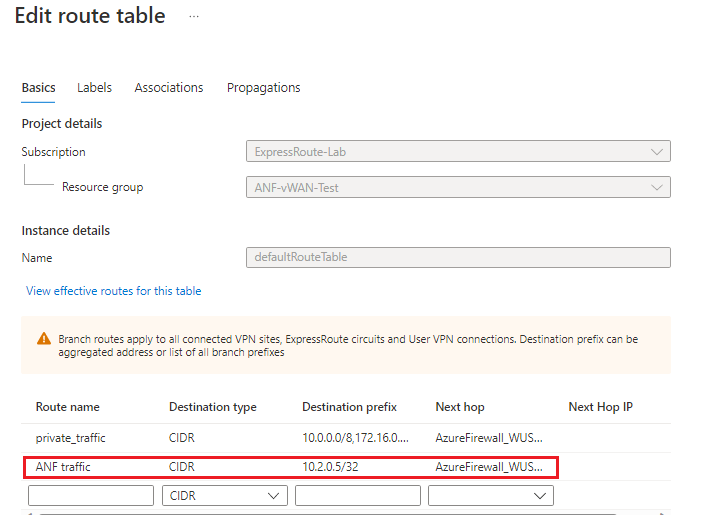 Edit route table ...
Basics Labels Associations Propagations
Project details
Subscription ExpressRoute-Lab
Resource group ANF-vWAN-Test
Instance details
Name defaultRouteTable
View effective routes for this table
Branch routes apply to all connected VPN sites, ExpressRoute circuits and User VPN connections. Destination prefix can be
aggregated address or list of all branch prefixes
Route name Destination type Destination prefix Next hop Next Hop IP
private_traffic CIDR 10.0.0.0/8,172.16.0.... AzureFirewall_WUS...
ANF traffic CIDR 10.2.0.5/32 AzureFirewall_WUS...
CIDR